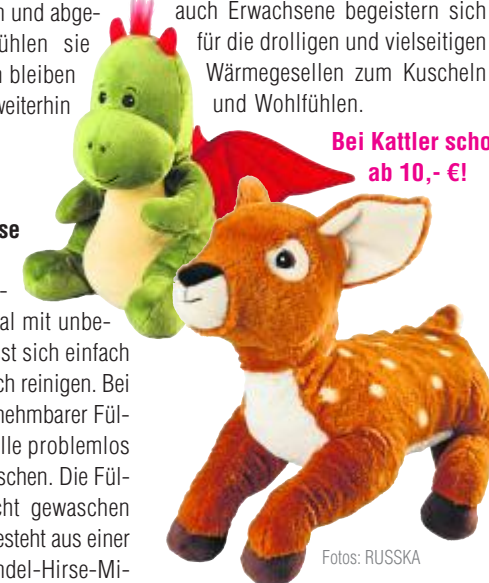 n und abge-
ühlen sie
n bleiben
weiterhin
se
-
al mit unbe-
st sich einfach
ch reinigen. Bei
nehmbarer Fül-
lle problemlos
schen. Die Fül-
cht gewaschen
esteht aus einer
ndel-Hirse-Mi-
auch Erwachsene begeistern sich
für die drolligen und vielseitigen
Wärmegesellen zum Kuscheln
und Wohlfühlen.
Bei Kattler scho
ab 10,- €!
Fotos: RUSSKA